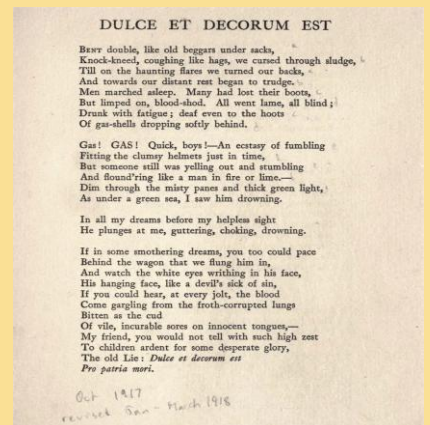 DULCE ET DECORUM EST
BENT double, like old beggars under sacks,
Knock-kneed, coughing like hags, we cursed through sludge,
Till on the haunting flares we turned our backs,
And towards our distant rest began to trudge.
Men marched asleep. Many had lost their boots,
But limped on, blood-shod. All went lame, all blind;
Drunk with fatigue; deaf even to the hoots
Of gas-shells dropping softly behind.
Gas! GAS! Quick, boys!—An ecstasy of fumbling
Fitting the clumsy helmets just in time,
But someone still was yelling out and stumbling
And flound'ring like a man in fire or lime.—
Dim through the misty panes and thick green light,
As under a green sea, I saw him drowning.
In all my dreams before my helpless sight
He plunges at me, guttering, choking, drowning.
If in some smothering dreams, you too could pace
Behind the wagon that we flung him in,
And watch the white eyes writhing in his face,
His hanging face, like a devil's sick of sin,
If you could hear, at every jolt, the blood
Come gargling from the froth-corrupted lungs
Bitten as the cud
Of vile, incurable sores on innocent tongues,—
My friend, you would not tell with such high zest
To children ardent for some desperate glory,
The old Lie: Dulce et decorum est
Pro patria mori.
Oct 1917
revised Jan - March 1918